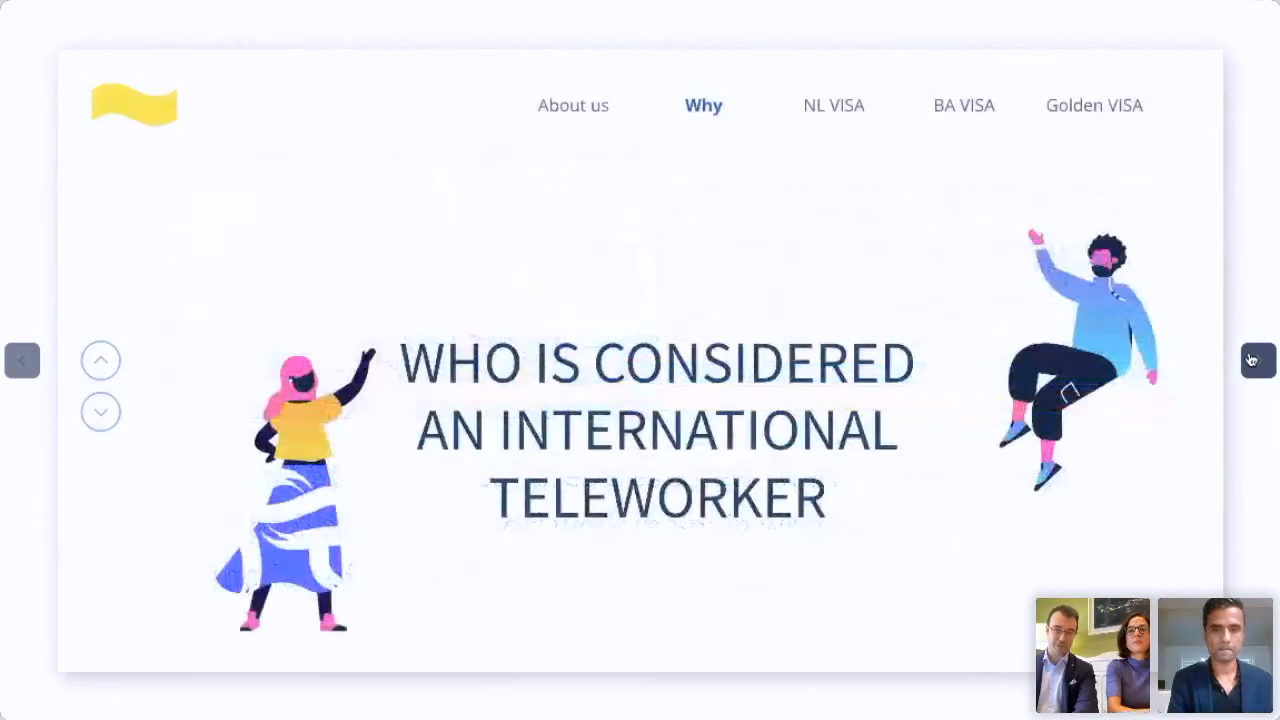 About us Why NL VISA BA VISA Golden VISA
WHO IS CONSIDERED
AN INTERNATIONAL
TELEWORKER